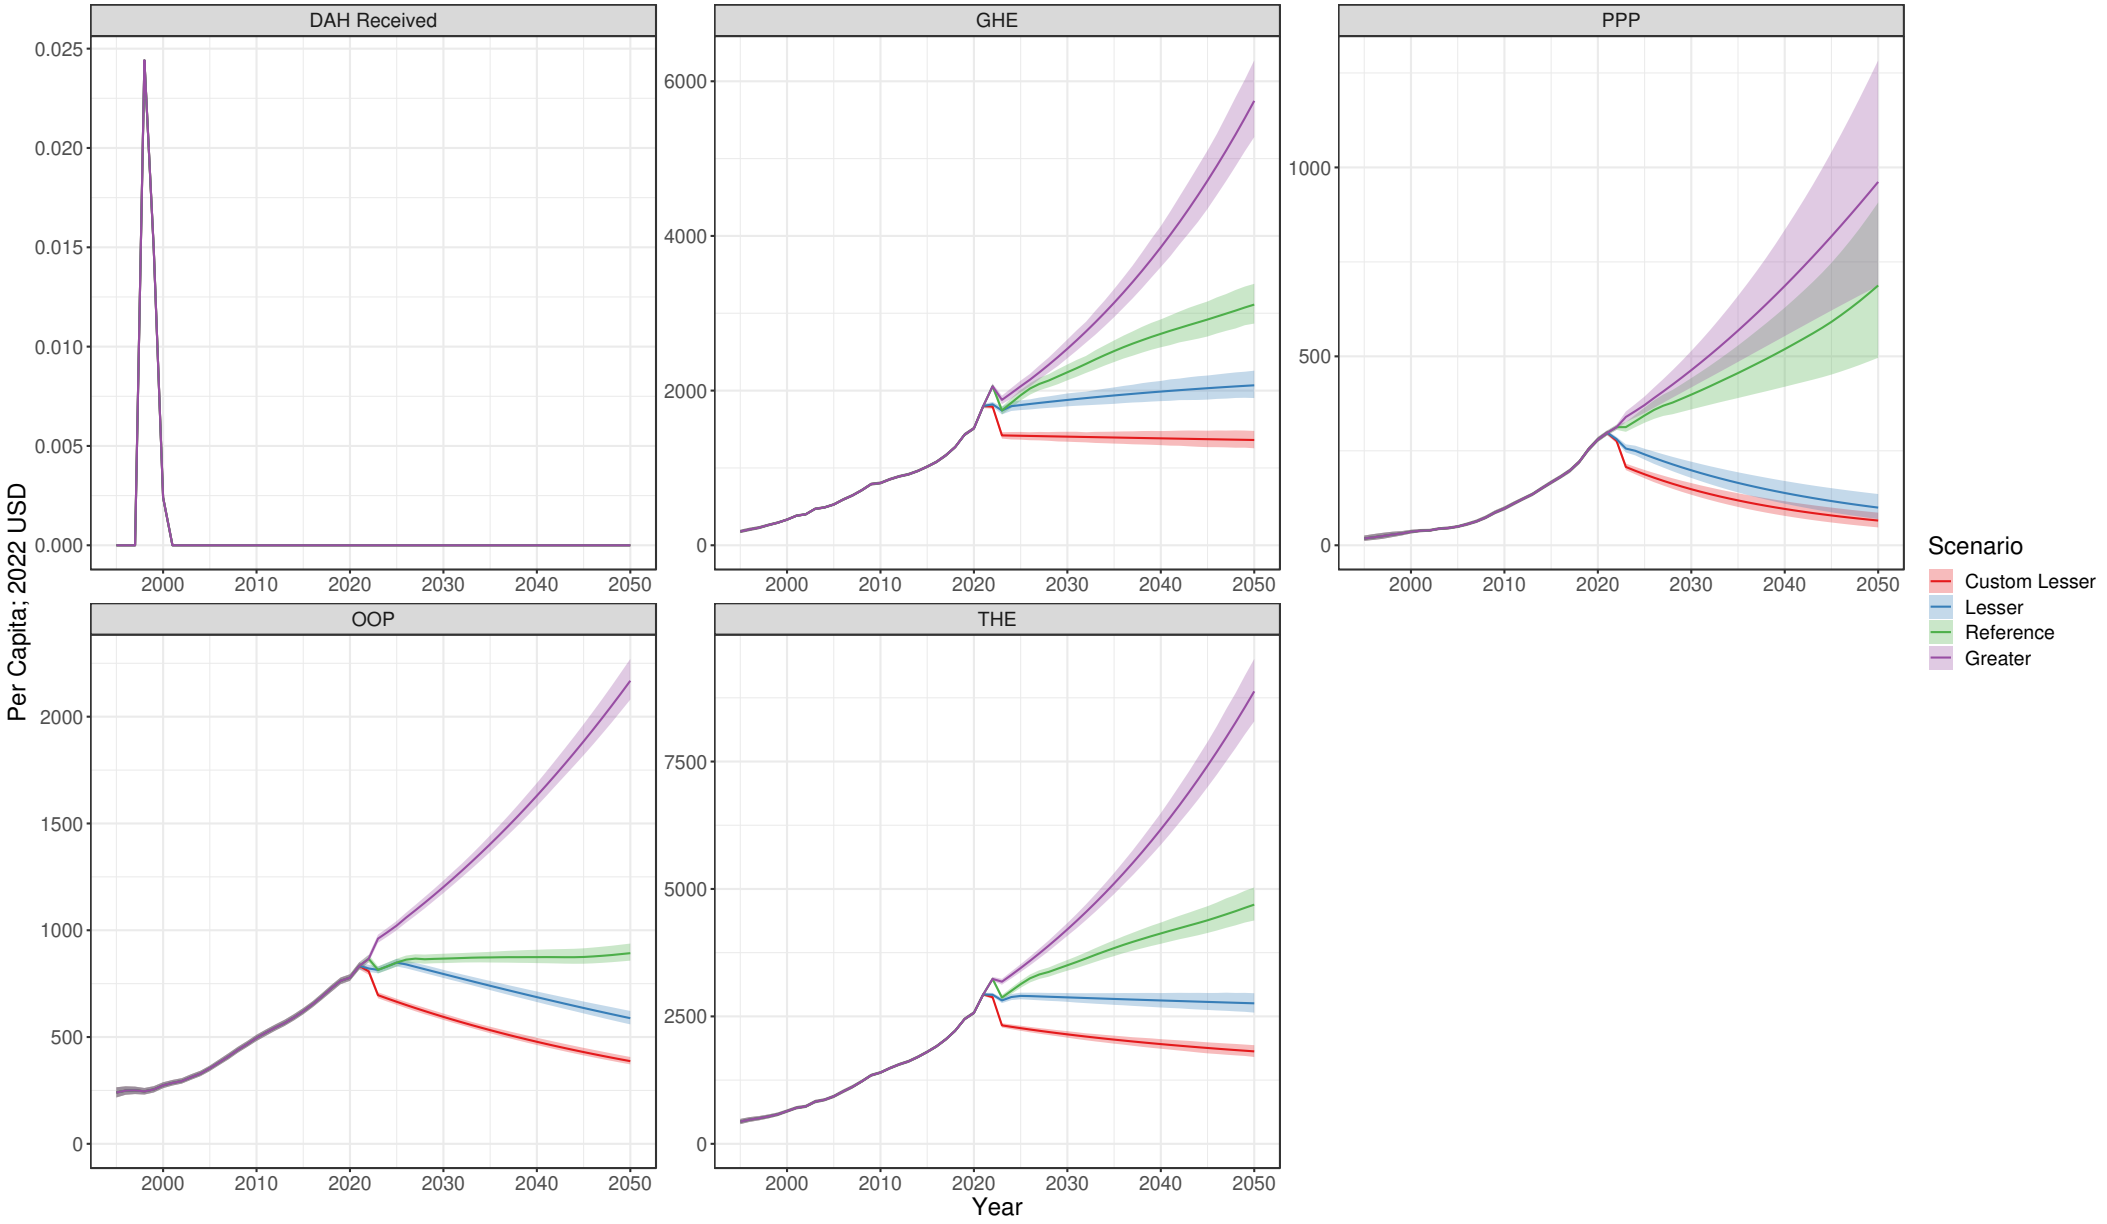 DAH Received
GHE
PPP
0.025
0.020
0.015
0.010
0.005
0.000
6000
4000
2000
0
1000
500
0
2000 2010 2020 2030 2040 2050
2000 2010 2020 2030 2040 2050
2000 2010 2020 2030 2040 2050
Per Capita; 2022 USD
OOP
THE
2000
1500
1000
500
0
7500
5000
2500
0
2000 2010 2020 2030 2040 2050
2000 2010 2020 2030 2040 2050
Year
Scenario
Custom Lesser
Lesser
Reference
Greater